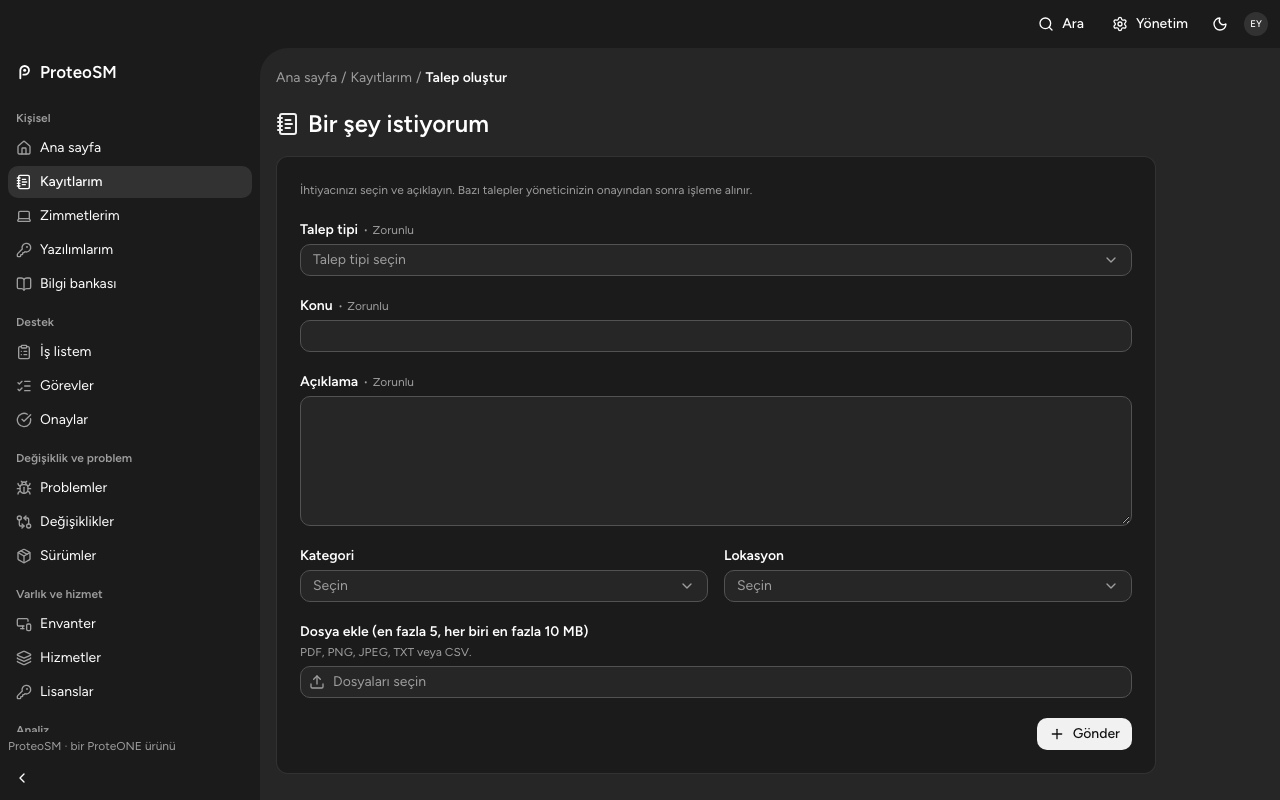 Ara
Yönetim
EY
ProteoSM
Kişisel
Ana sayfa
Kayıtlarım
Zimmetlerim
Yazılımlarım
Bilgi bankası
Destek
İş listem
Görevler
Onaylar
Değişiklik ve problem
Problemler
Değişiklikler
Sürümler
Varlık ve hizmet
Envanter
Hizmetler
Lisanslar
Analiz
ProteoSM · bir ProteONE ürünü
Ana sayfa / Kayıtlarım / Talep oluştur
Bir şey istiyorum
İhtiyacınızı seçin ve açıklayın. Bazı talepler yöneticinizin onayından sonra işleme alınır.
Talep tipi · Zorunlu
Talep tipi seçin
Konu · Zorunlu
Açıklama · Zorunlu
Kategori
Seçin
Lokasyon
Seçin
Dosya ekle (en fazla 5, her biri en fazla 10 MB)
PDF, PNG, JPEG, TXT veya CSV.
Dosyaları seçin
Gönder